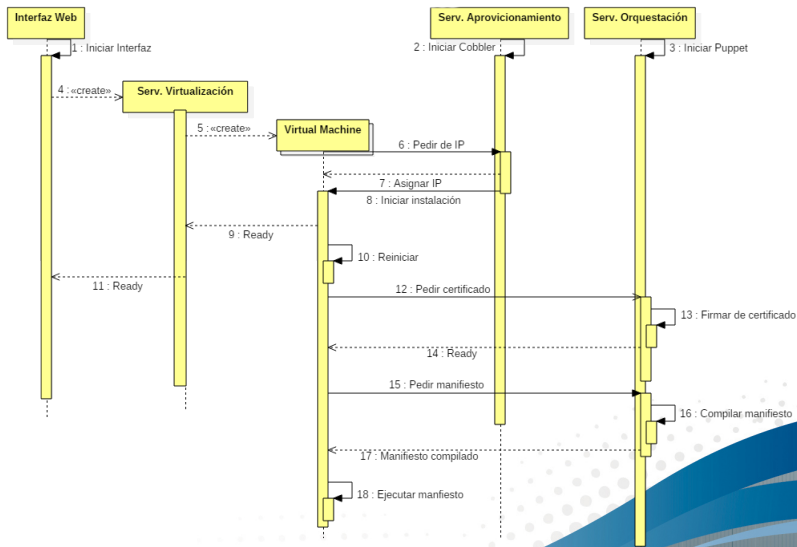 Interfaz Web
Serv. Aprovicionamiento
Serv. Orquestación
1 : Iniciar Interfaz
2 : Iniciar Cobbler
3 : Iniciar Puppet
4 : «create»
Serv. Virtualización
5 : «create»
Virtual Machine
6 : Pedir de IP
7 : Asignar IP
8 : Iniciar instalación
9 : Ready
10 : Reiniciar
11 : Ready
12 : Pedir certificado
13 : Firmar de certificado
14 : Ready
15 : Pedir manifiesto
16 : Compilar manifiesto
17 : Manifiesto compilado
18 : Ejecutar manfiesto